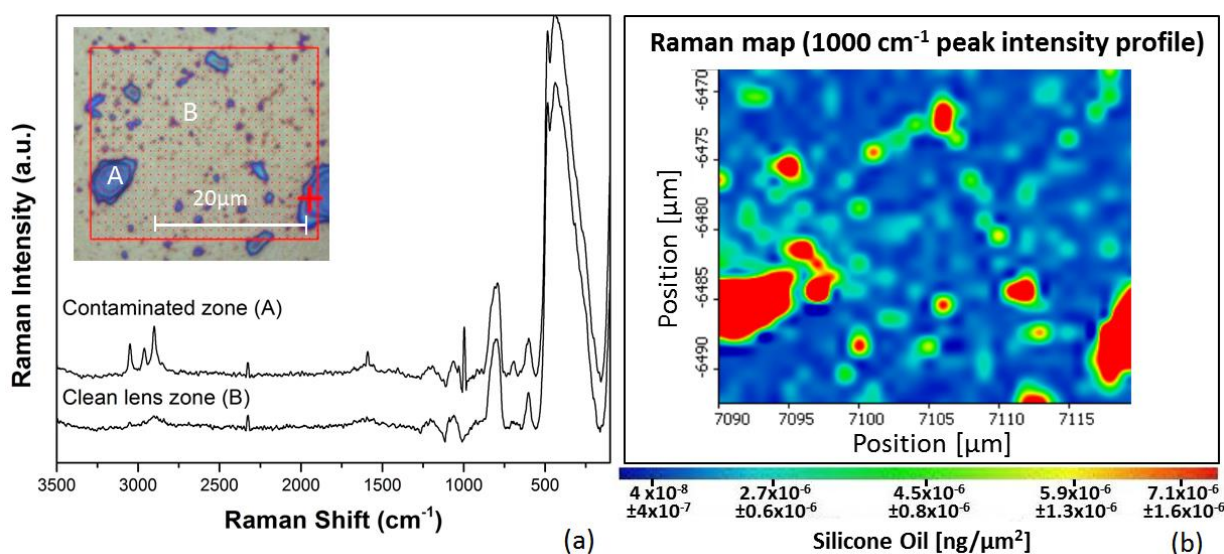 Raman Intensity (a.u.)
A
B
20µm
Contaminated zone (A)
Clean lens zone (B)
3500 3000 2500 2000 1500 1000 500
Raman Shift (cm-1)
(a)
Raman map (1000 cm-1 peak intensity profile)
Position [µm]
-6470
-6475
-6480
-6485
-6490
7090 7095 7100 7105 7110 7115
Position [µm]
4 x10-8 2.7x10-6 4.5x10-6 5.9x10-6 7.1x10-6
±4x10-7 ±0.6x10-6 ±0.8x10-6 ±1.3x10-6 ±1.6x10-6
Silicone Oil [ng/µm2]
(b)